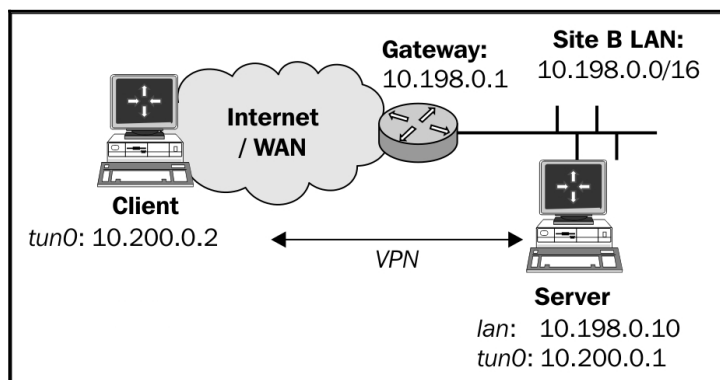 Gateway:
10.198.0.1
Site B LAN:
10.198.0.0/16
Internet
/ WAN
Client
tun0: 10.200.0.2
VPN
Server
lan: 10.198.0.10
tun0: 10.200.0.1